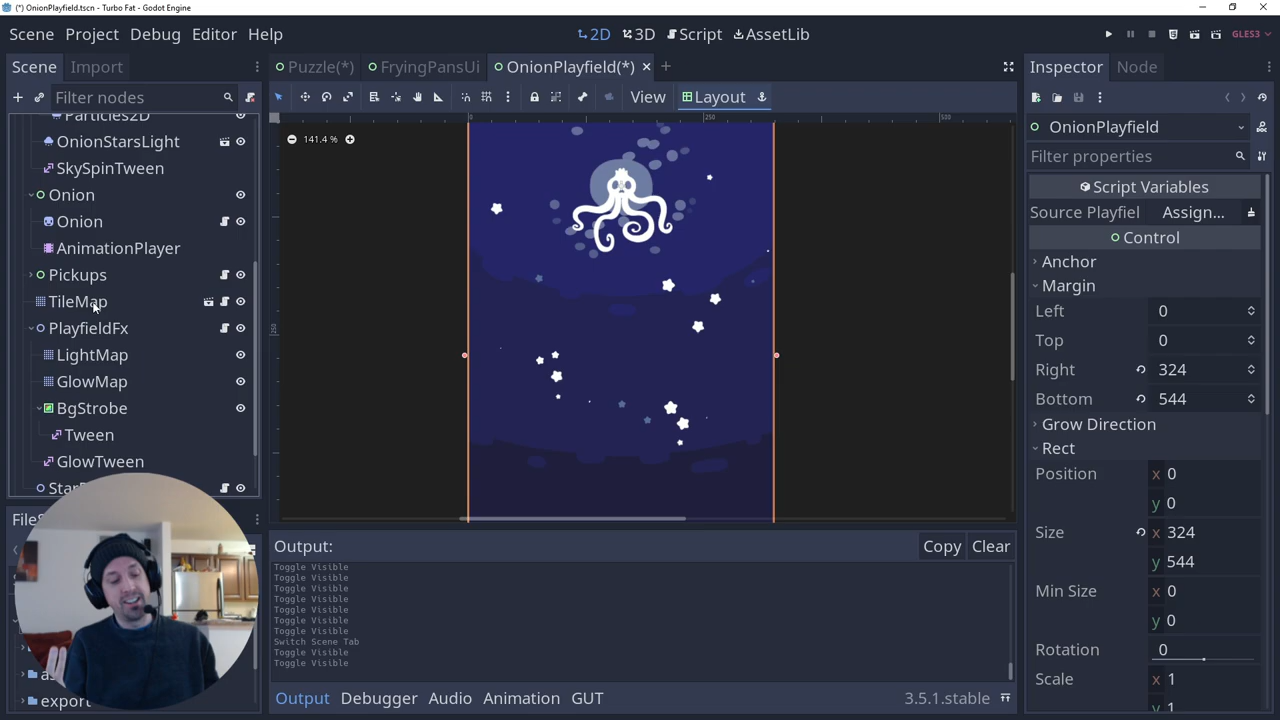 (*) OnionPlayfield.tscn - Turbo Fat - Godot Engine
Scene Project Debug Editor Help
2D 3D Script AssetLib
GLES3
Scene Import
Puzzle(*) FryingPansUi OnionPlayfield(*)
Inspector Node
Filter nodes
View Layout
OnionPlayfield
Filter properties
Particles2D
OnionStarsLight
SkySpinTween
Onion
Onion
AnimationPlayer
Pickups
TileMap
PlayfieldFx
LightMap
GlowMap
BgStrobe
Tween
GlowTween
0 250 500
250
141.4 %
Script Variables
Source Playfiel Assign...
Control
Anchor
Margin
Left 0
Top 0
Right 324
Bottom 544
Grow Direction
Rect
Position x 0
y 0
Size x 324
y 544
Min Size x 0
y 0
Rotation 0
Scale x 1
y 1
Output:
Copy Clear
Toggle Visible
Toggle Visible
Toggle Visible
Toggle Visible
Toggle Visible
Toggle Visible
Toggle Visible
Switch Scene Tab
Toggle Visible
Toggle Visible
Output Debugger Audio Animation GUT
3.5.1.stable
export